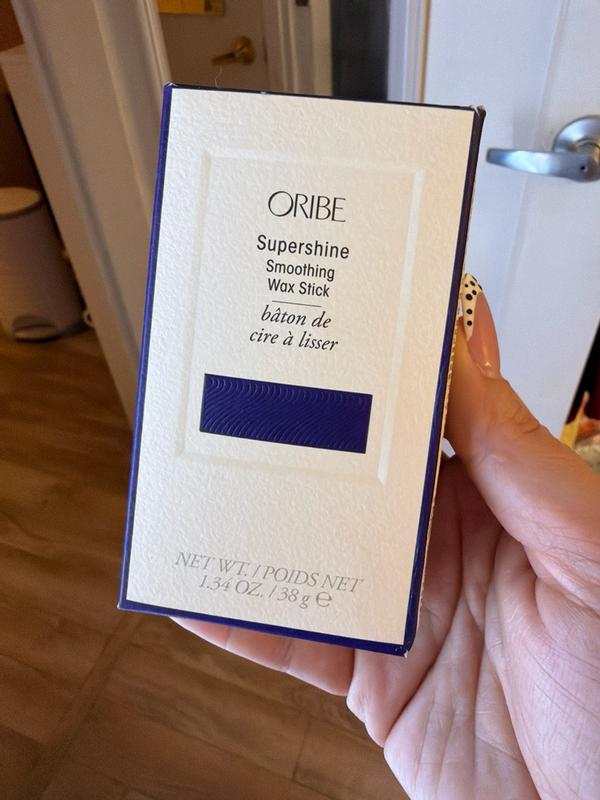 ORIBE
Supershine
Smoothing
Wax Stick
bâton de
cire à lisser
NET WT. / POIDS NET
1.34 OZ. / 38 g ℮